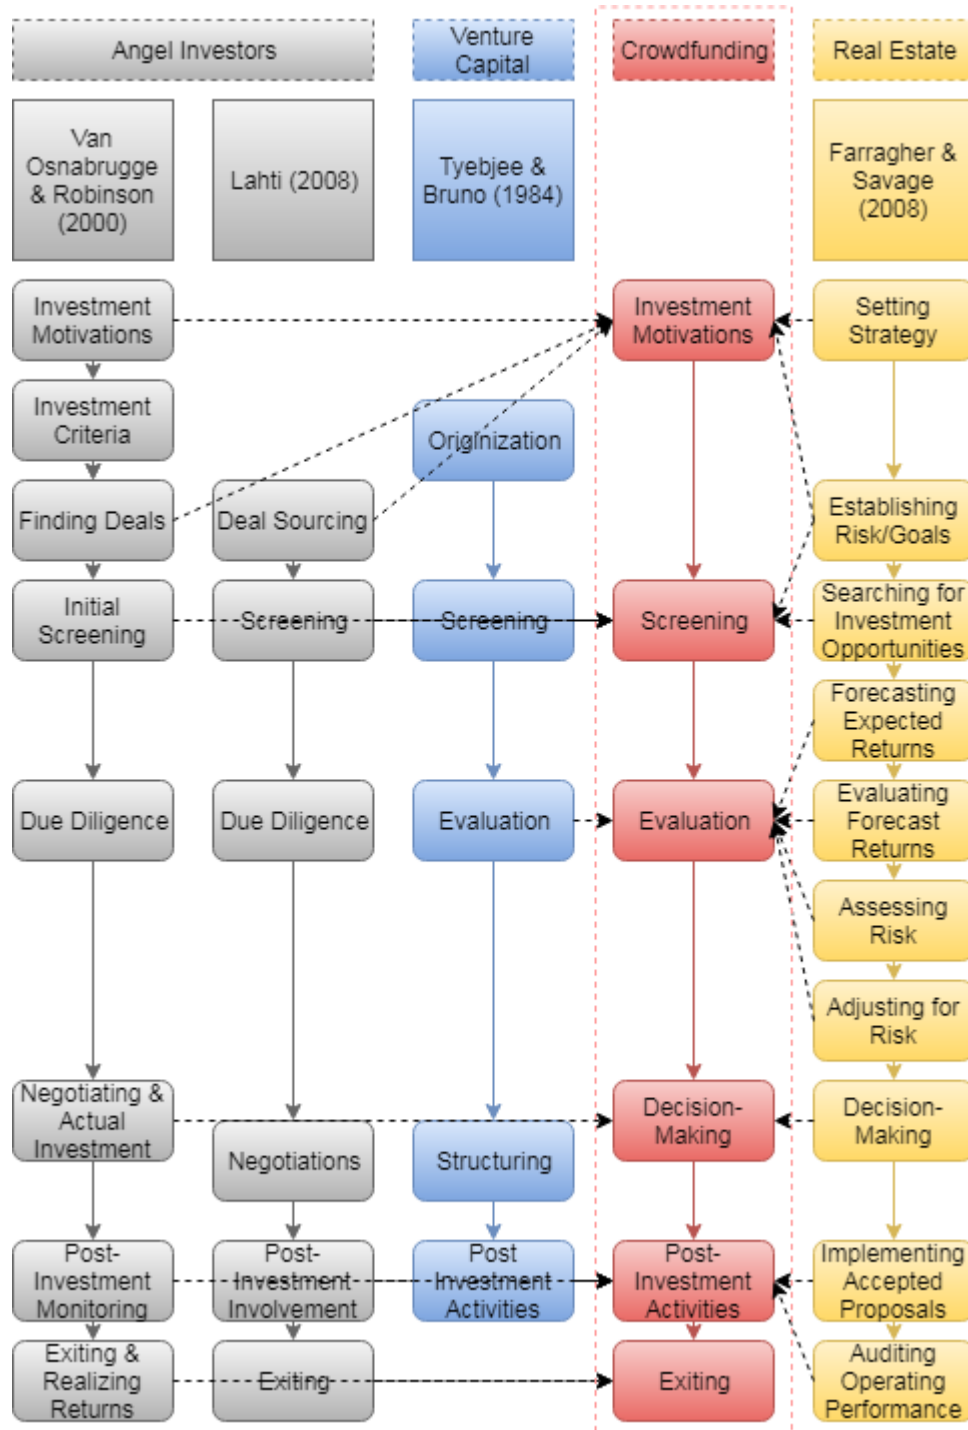 Angel Investors
Venture
Capital
Crowdfunding
Real Estate
Van
Osnabrugge
& Robinson
(2000)
Lahti (2008)
Tyebjee &
Bruno (1984)
Farragher &
Savage
(2008)
Investment
Motivations
Investment
Motivations
Setting
Strategy
Investment
Criteria
Originization
Finding Deals
Deal Sourcing
Establishing
Risk/Goals
Initial
Screening
Screening
Screening
Screening
Searching for
Investment
Opportunities
Forecasting
Expected
Returns
Due Diligence
Due Diligence
Evaluation
Evaluation
Evaluating
Forecast
Returns
Assessing
Risk
Adjusting for
Risk
Negotiating &
Actual
Investment
Negotiations
Structuring
Decision-
Making
Decision-
Making
Post-
Investment
Monitoring
Post-
Investment
Involvement
Post
Investment
Activities
Post-
Investment
Activities
Implementing
Accepted
Proposals
Exiting &
Realizing
Returns
Exiting
Exiting
Auditing
Operating
Performance